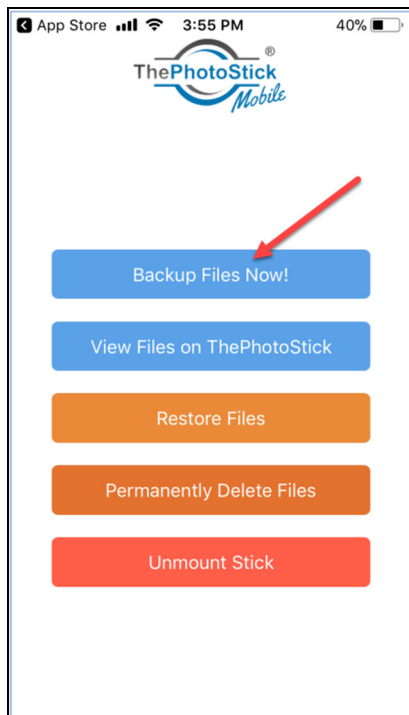 App Store 3:55 PM 40%
ThePhotoStick®
Mobile
Backup Files Now!
View Files on ThePhotoStick
Restore Files
Permanently Delete Files
Unmount Stick